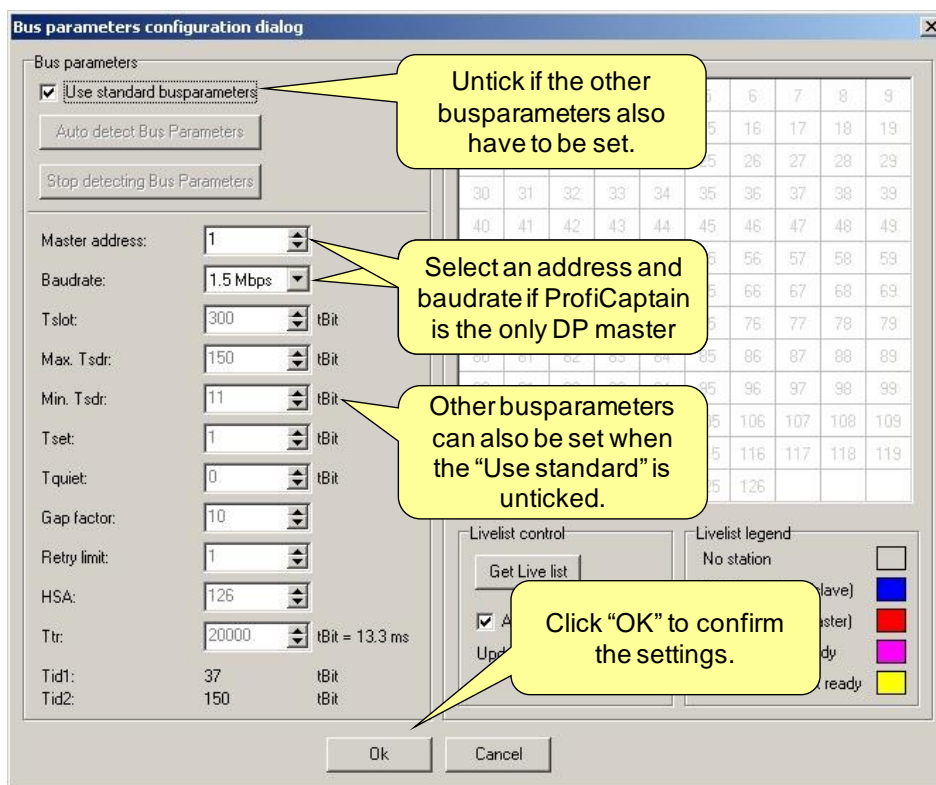 Bus parameters configuration dialog
Bus parameters
Use standard busparameters
Auto detect Bus Parameters
Stop detecting Bus Parameters
Untick if the other
busparameters also
have to be set.
Master address: 1
Baudrate: 1.5 Mbps
Tslot: 300 tBit
Max. Tsdr: 150 tBit
Min. Tsdr: 11 tBit
Tset: 1 tBit
Tquiet: 0 tBit
Gap factor: 10
Retry limit: 1
HSA: 126
Ttr: 20000 tBit = 13.3 ms
Tid1: 37 tBit
Tid2: 150 tBit
Select an address and
baudrate if ProfiCaptain
is the only DP master
Other busparameters
can also be set when
the “Use standard” is
unticked.
6 7 8 9
16 17 18 19
26 27 28 29
30 31 32 33 34 35 36 37 38 39
40 41 42 43 44 45 46 47 48 49
56 57 58 59
66 67 68 69
76 77 78 79
85 86 87 88 89
96 97 98 99
106 107 108 109
116 117 118 119
126
Livelist control
Get Live list
Livelist legend
No station
ready
Click “OK” to confirm
the settings.
Ok
Cancel